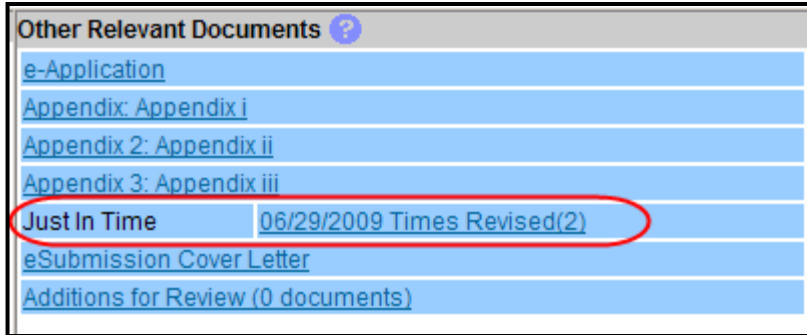 Other Relevant Documents ?
e-Application
Appendix: Appendix i
Appendix 2: Appendix ii
Appendix 3: Appendix iii
Just In Time 06/29/2009 Times Revised(2)
eSubmission Cover Letter
Additions for Review (0 documents)